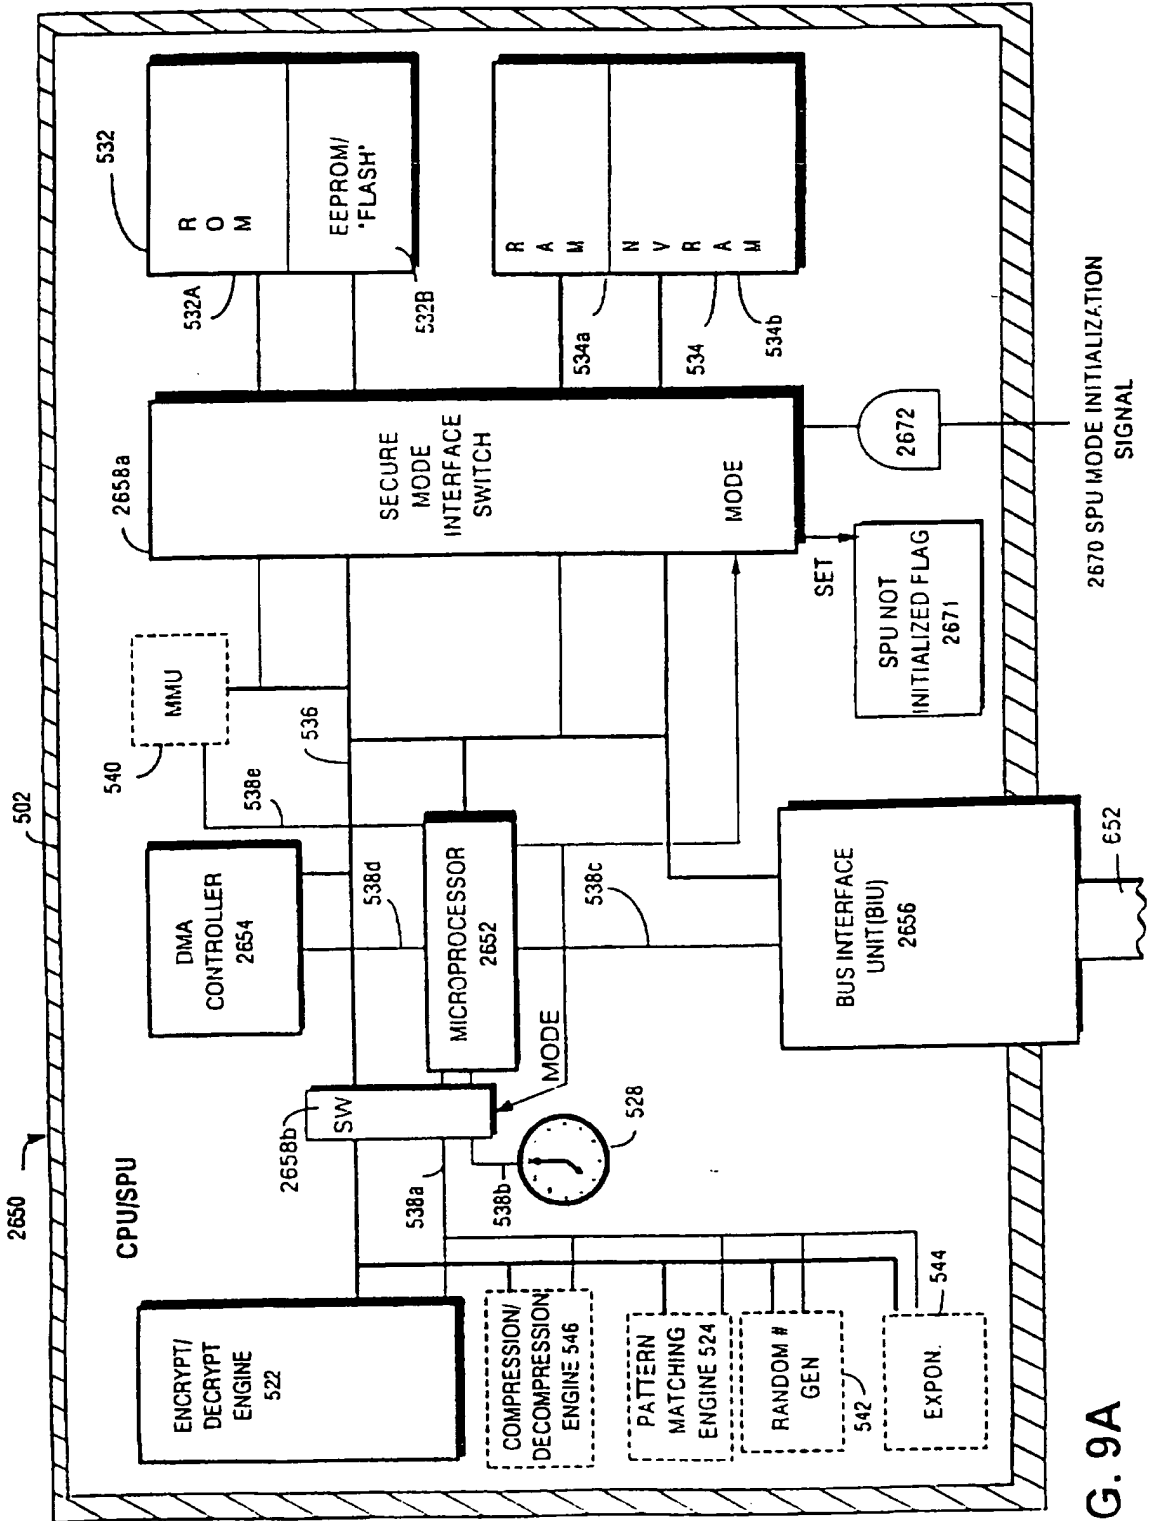 2650
502
CPU/SPU
ENCRYPT/
DECRYPT
ENGINE
522
COMPRESSION/
DECOMPRESSION
ENGINE 546
PATTERN
MATCHING
ENGINE 524
RANDOM #
GEN
542
EXPON.
544
2658b
SW
538a
538b
528
MODE
DMA
CONTROLLER
2654
538d
538e
MICROPROCESSOR
2652
538c
BUS INTERFACE
UNIT(BIU)
2656
652
540
MMU
536
2658a
SECURE
MODE
INTERFACE
SWITCH
MODE
SET
SPU NOT
INITIALIZED FLAG
2671
2672
2670 SPU MODE INITIALIZATION
SIGNAL
532
ROM
532A
EEPROM/
'FLASH'
532B
RAM
534a
NVRAM
534
534b
G. 9A